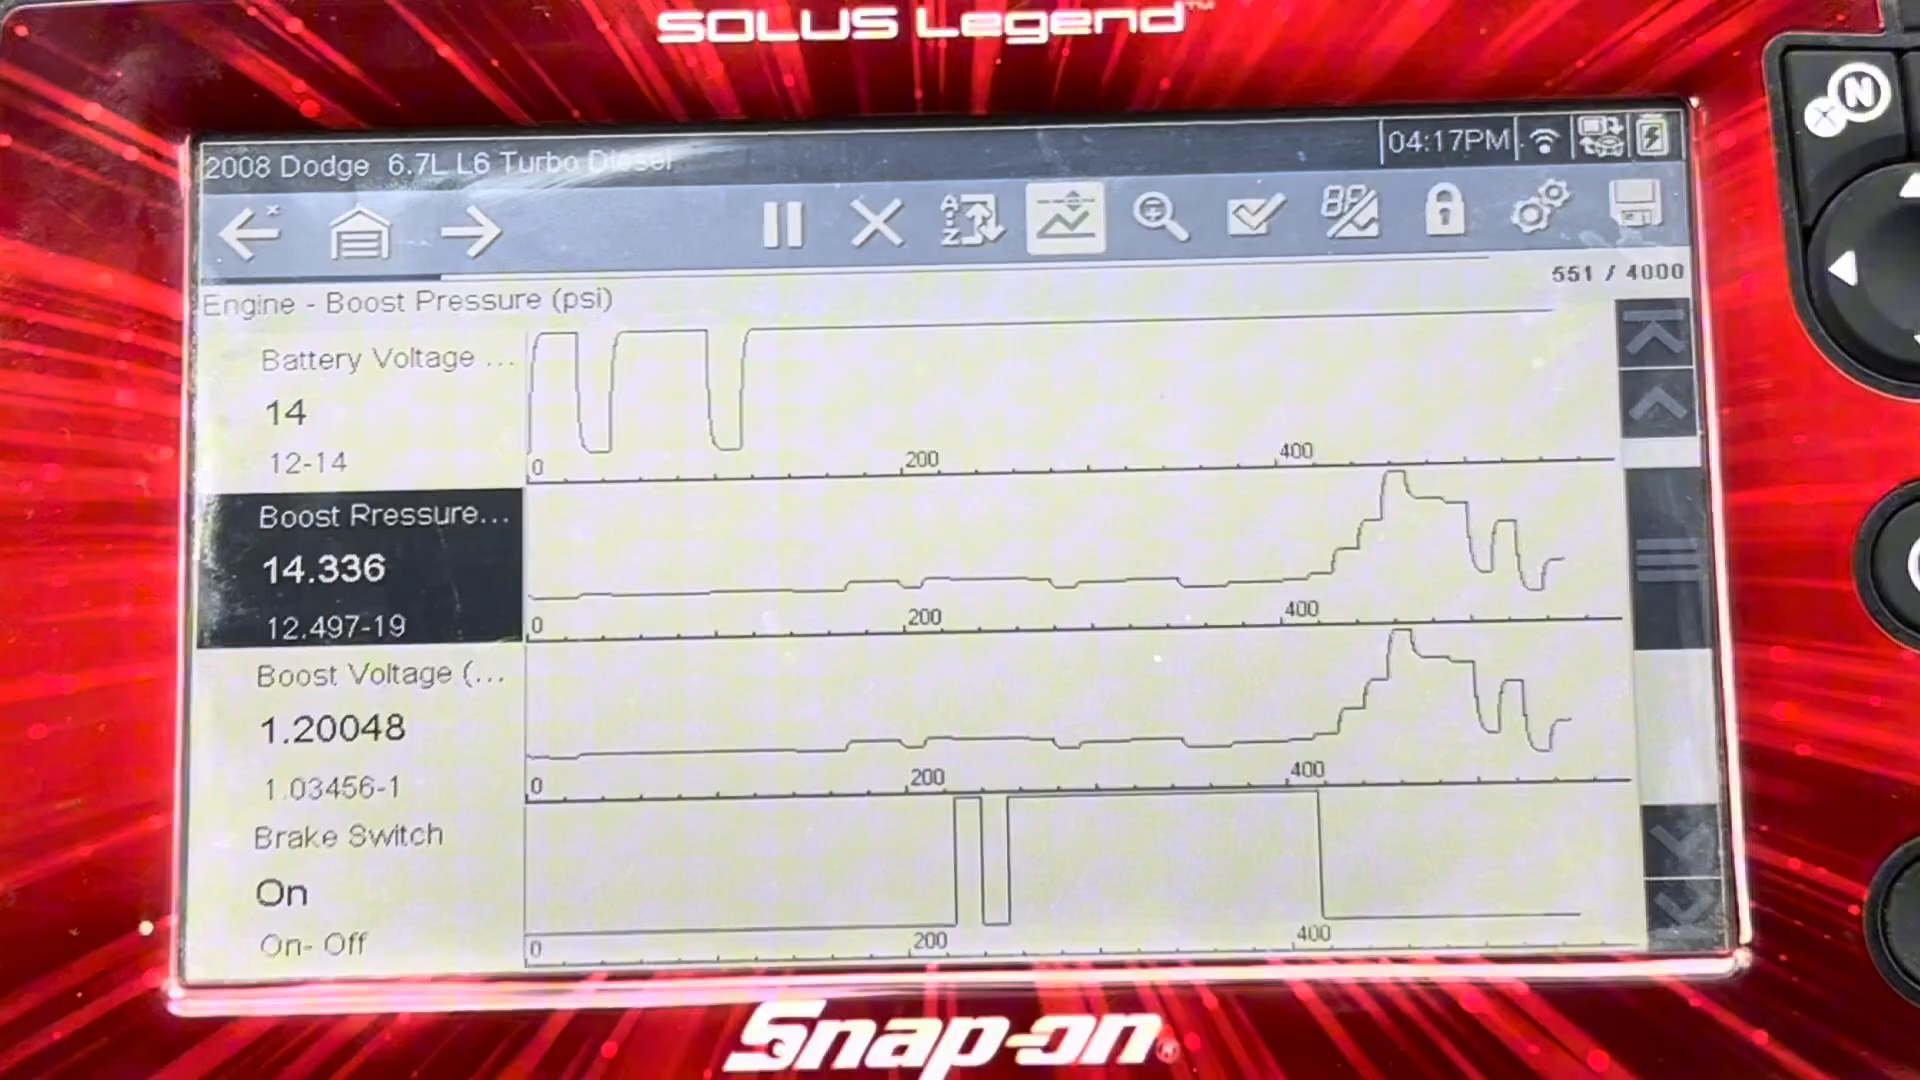 SOLUS Legend™
N
2008 Dodge 6.7L L6 Turbo Diesel
04:17PM
551 / 4000
Engine - Boost Pressure (psi)
Battery Voltage ...
14
12-14
0 200 400
Boost Pressure...
14.336
12.497-19
0 200 400
Boost Voltage (...
1.20048
1.03456-1
0 200 400
Brake Switch
On
On- Off
0 200 400
Snap-on®